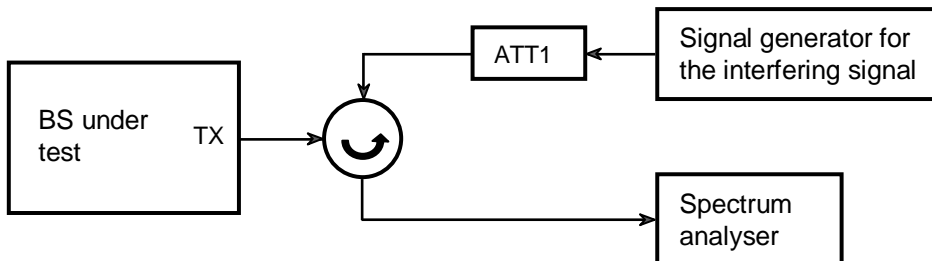 BS under
test
TX
ATT1
Signal generator for
the interfering signal
Spectrum
analyser